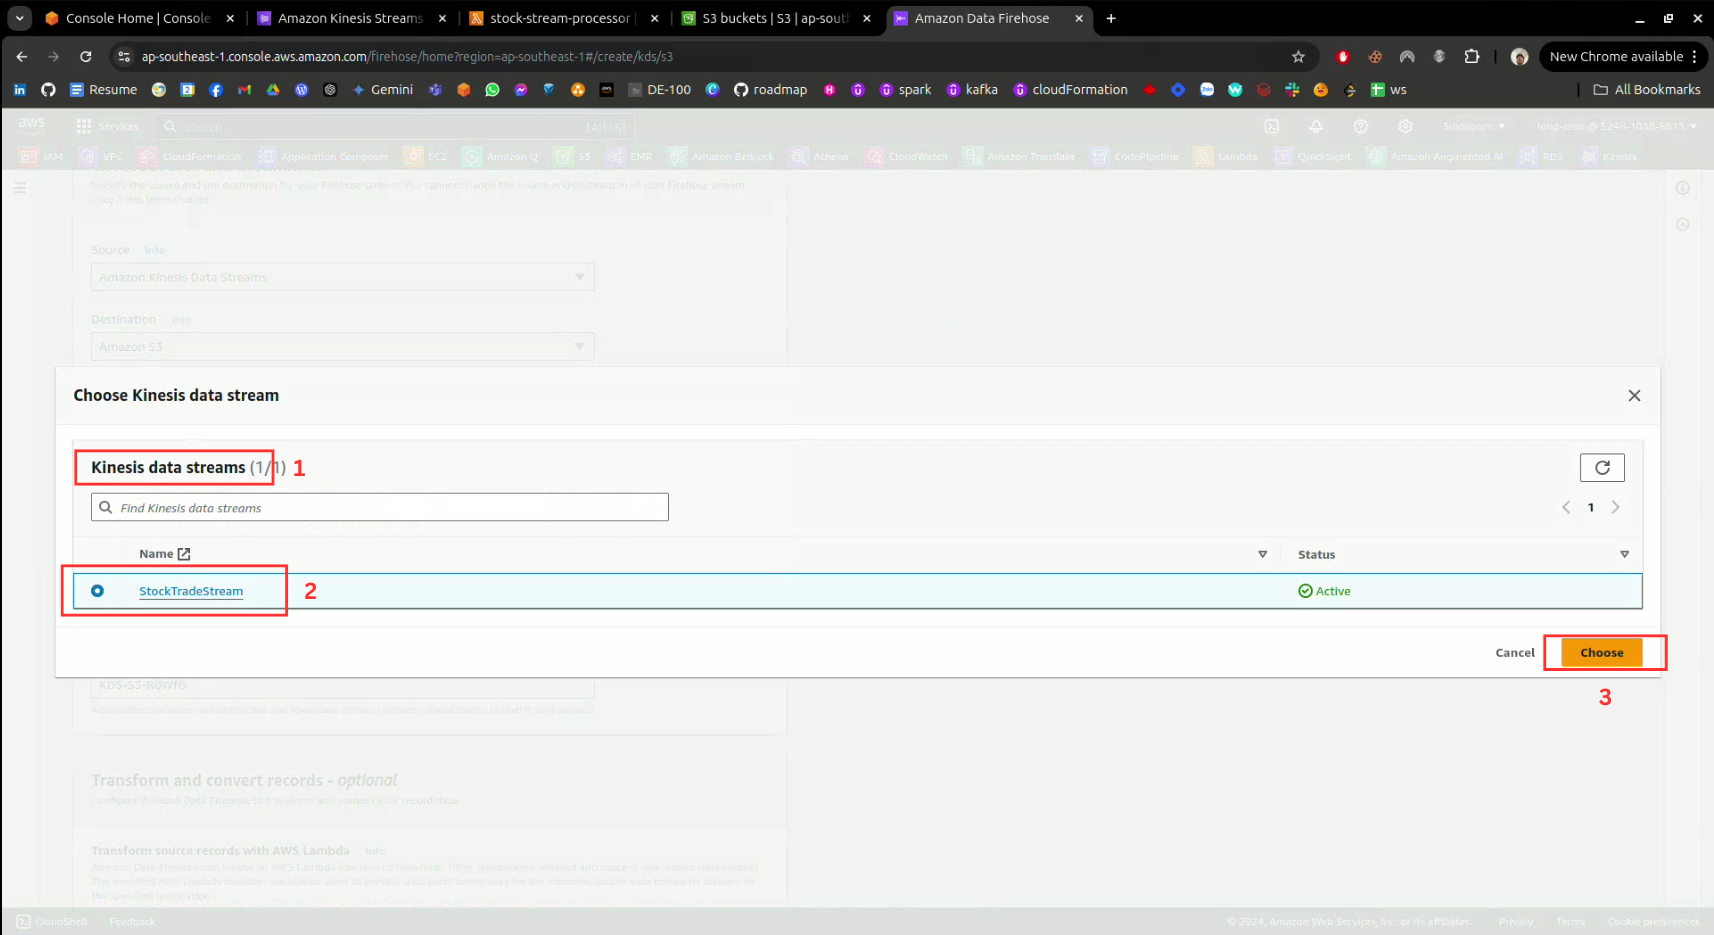 Console Home | Console
Amazon Kinesis Streams
stock-stream-processor
S3 buckets | S3 | ap-sout
Amazon Data Firehose
ap-southeast-1.console.aws.amazon.com/firehose/home?region=ap-southeast-1#/create/kds/s3
New Chrome available
Resume
Gemini
DE-100
roadmap
spark
kafka
cloudFormation
ws
All Bookmarks
aws
Services
Search
[Alt+S]
Singapore
IAM
VPC
CloudFormation
Application Composer
EC2
Amazon Q
S3
EMR
Amazon Bedrock
Athena
CloudWatch
Amazon Translate
CodePipeline
Lambda
QuickSight
Amazon Augmented AI
RDS
Kinesis
Specify the source and the destination for your Firehose stream. You cannot change the source and destination of your Firehose stream
once it has been created.
Source Info
Amazon Kinesis Data Streams
Destination Info
Amazon S3
Choose Kinesis data stream
Kinesis data streams (1/1) 1
Find Kinesis data streams
1
Name
Status
StockTradeStream 2
Active
Cancel
Choose
3
KDS-S3-R0WfG
Transform and convert records - optional
Configure Amazon Data Firehose to transform and convert your record data.
Transform source records with AWS Lambda Info
CloudShell
Feedback
© 2024, Amazon Web Services, Inc. or its affiliates.
Privacy
Terms
Cookie preferences